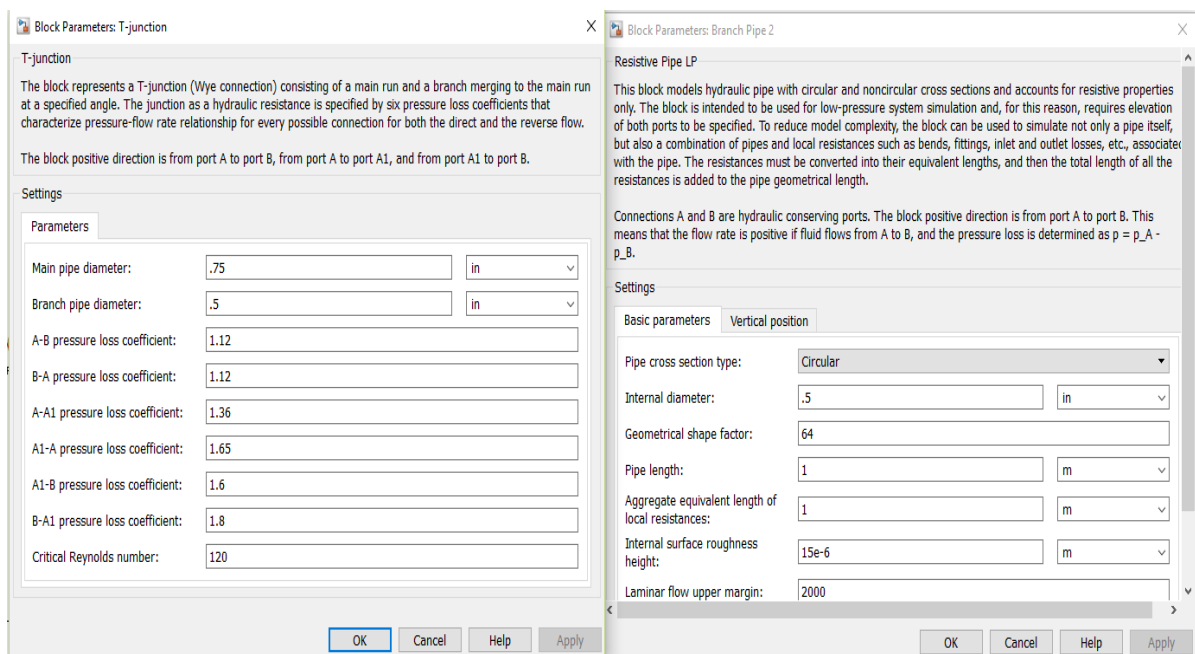 Block Parameters: T-junction
X
T-junction
The block represents a T-junction (Wye connection) consisting of a main run and a branch merging to the main run
at a specified angle. The junction as a hydraulic resistance is specified by six pressure loss coefficients that
characterize pressure-flow rate relationship for every possible connection for both the direct and the reverse flow.
The block positive direction is from port A to port B, from port A to port A1, and from port A1 to port B.
Settings
Parameters
Main pipe diameter: .75 in
Branch pipe diameter: .5 in
A-B pressure loss coefficient: 1.12
B-A pressure loss coefficient: 1.12
A-A1 pressure loss coefficient: 1.36
A1-A pressure loss coefficient: 1.65
A1-B pressure loss coefficient: 1.6
B-A1 pressure loss coefficient: 1.8
Critical Reynolds number: 120
OK Cancel Help Apply
Block Parameters: Branch Pipe 2
X
Resistive Pipe LP
This block models hydraulic pipe with circular and noncircular cross sections and accounts for resistive properties
only. The block is intended to be used for low-pressure system simulation and, for this reason, requires elevation
of both ports to be specified. To reduce model complexity, the block can be used to simulate not only a pipe itself,
but also a combination of pipes and local resistances such as bends, fittings, inlet and outlet losses, etc., associated
with the pipe. The resistances must be converted into their equivalent lengths, and then the total length of all the
resistances is added to the pipe geometrical length.
Connections A and B are hydraulic conserving ports. The block positive direction is from port A to port B. This
means that the flow rate is positive if fluid flows from A to B, and the pressure loss is determined as p = p_A -
p_B.
Settings
Basic parameters Vertical position
Pipe cross section type: Circular
Internal diameter: .5 in
Geometrical shape factor: 64
Pipe length: 1 m
Aggregate equivalent length of
local resistances: 1 m
Internal surface roughness
height: 15e-6 m
Laminar flow upper margin: 2000
OK Cancel Help Apply